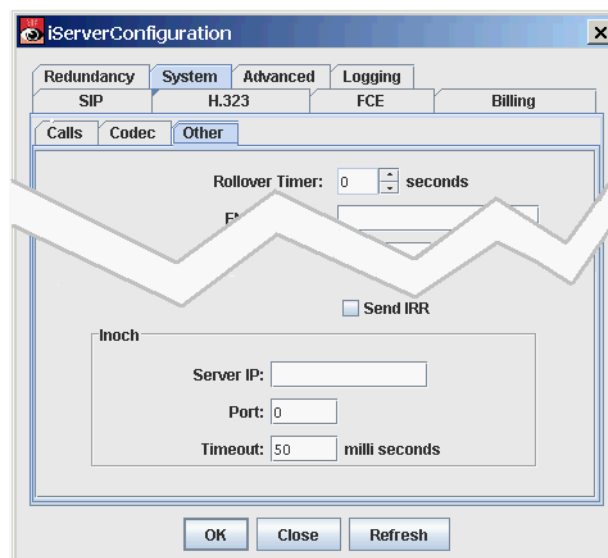 iServerConfiguration
Redundancy System Advanced Logging
SIP H.323 FCE Billing
Calls Codec Other
Rollover Timer: 0 seconds
Send IRR
Inoch
Server IP:
Port: 0
Timeout: 50 milli seconds
OK Close Refresh